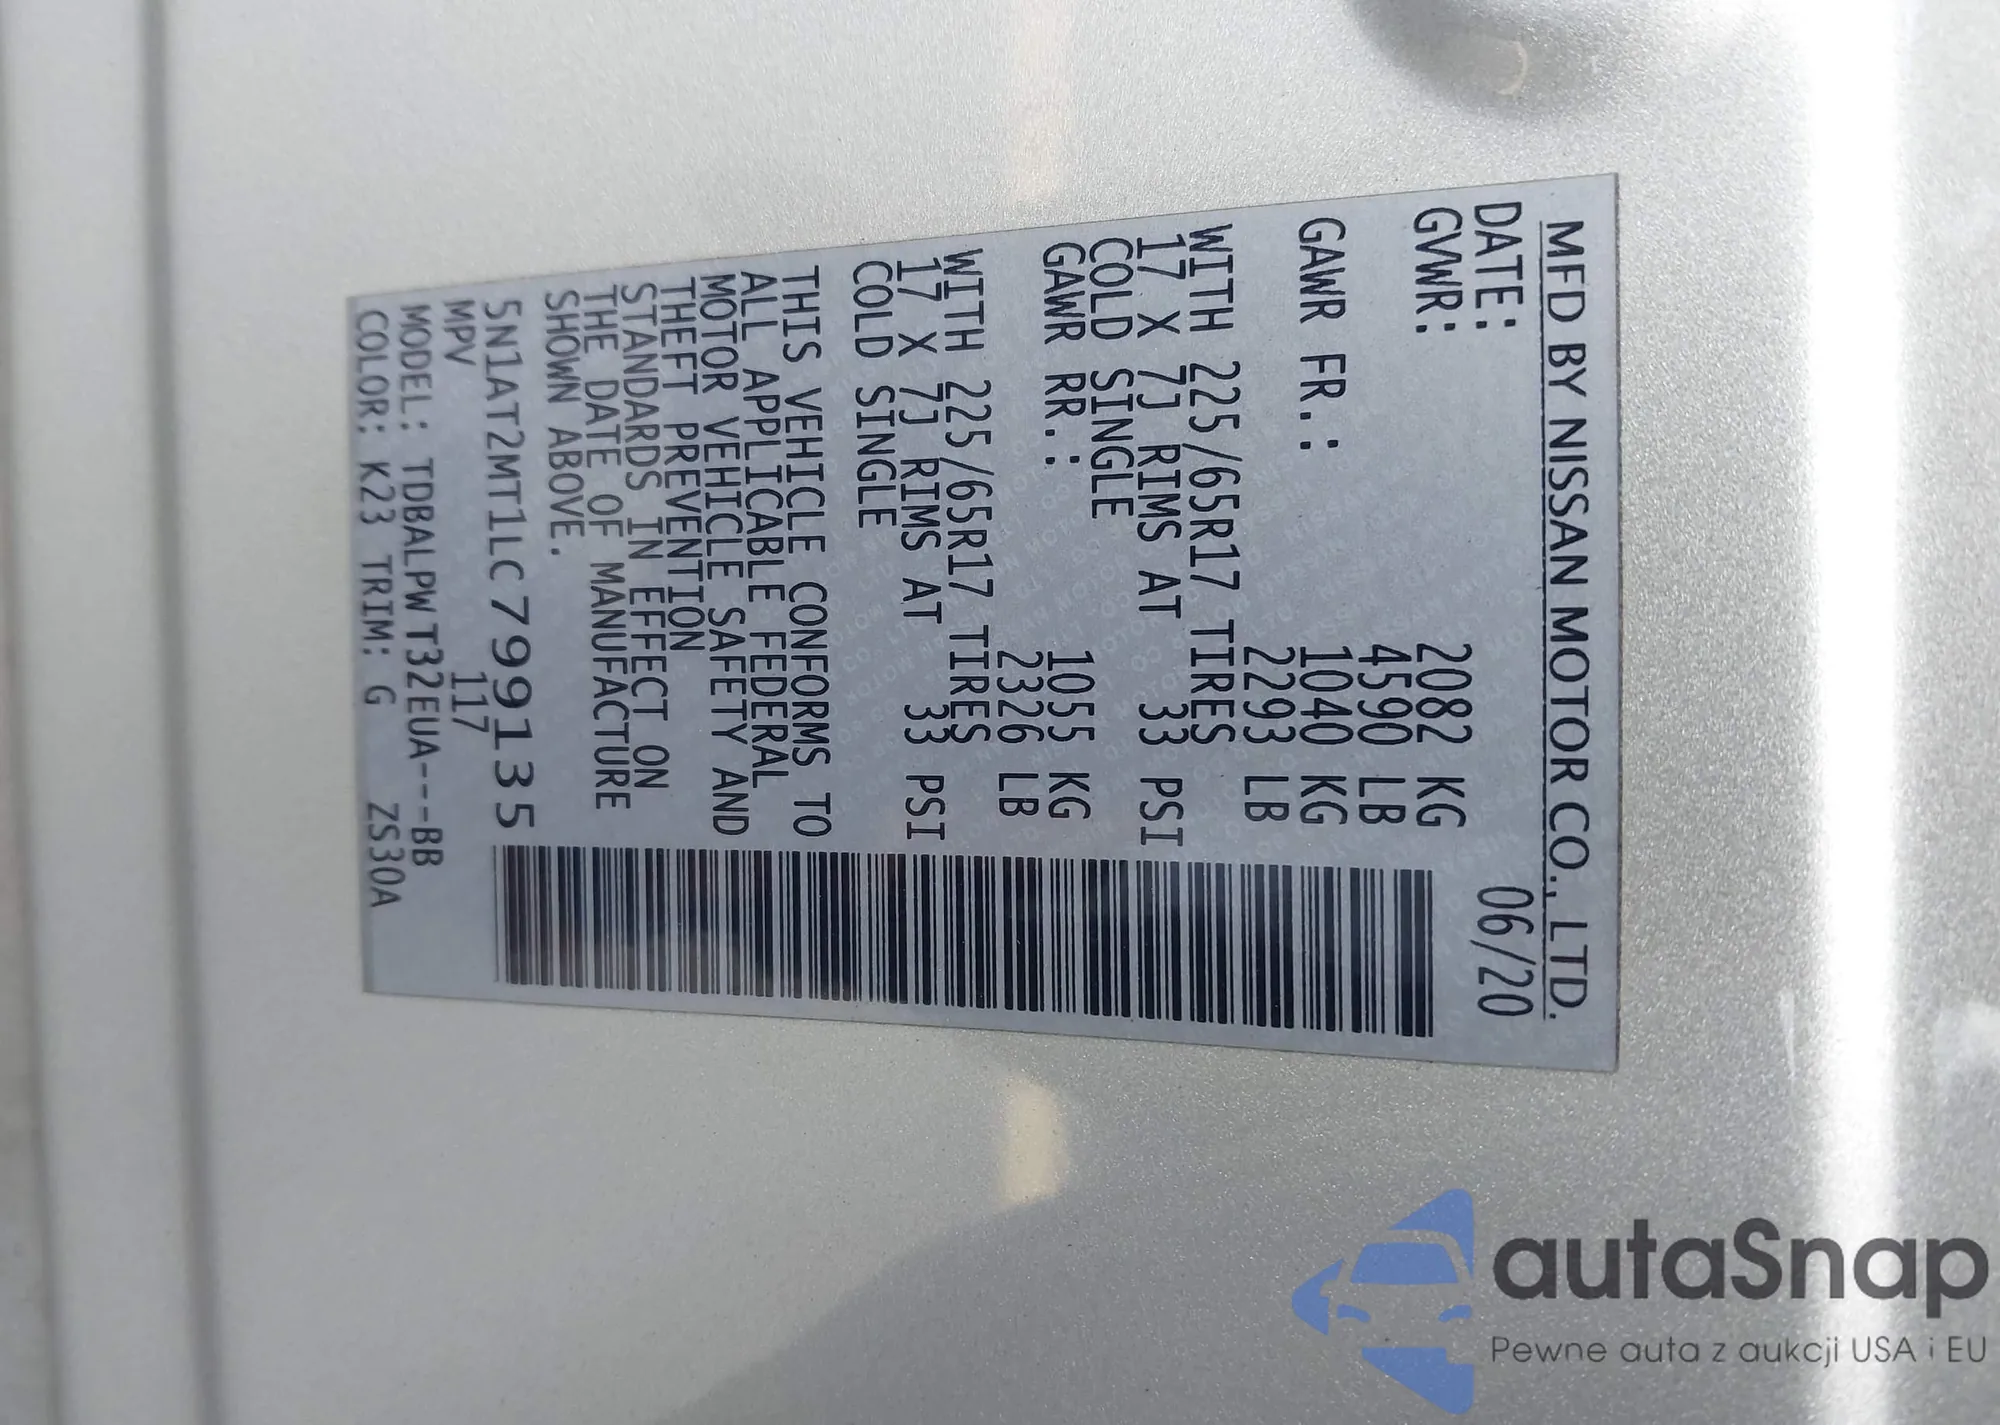 MFD BY NISSAN MOTOR CO., LTD.
DATE: 06/20
GVWR: 2082 KG
4590 LB
GAWR FR.: 1040 KG
2293 LB
WITH 225/65R17 TIRES
17 X 7J RIMS AT 33 PSI
COLD SINGLE
GAWR RR.: 1055 KG
2326 LB
WITH 225/65R17 TIRES
17 X 7J RIMS AT 33 PSI
COLD SINGLE
THIS VEHICLE CONFORMS TO
ALL APPLICABLE FEDERAL
MOTOR VEHICLE SAFETY AND
THEFT PREVENTION
STANDARDS IN EFFECT ON
THE DATE OF MANUFACTURE
SHOWN ABOVE.
5N1AT2MT1LC799135
MPV 117
MODEL: TDBALPWT32EUA---BB
COLOR: K23 TRIM: G ZS30A
autaSnap
Pewne auta z aukcji USA i EU